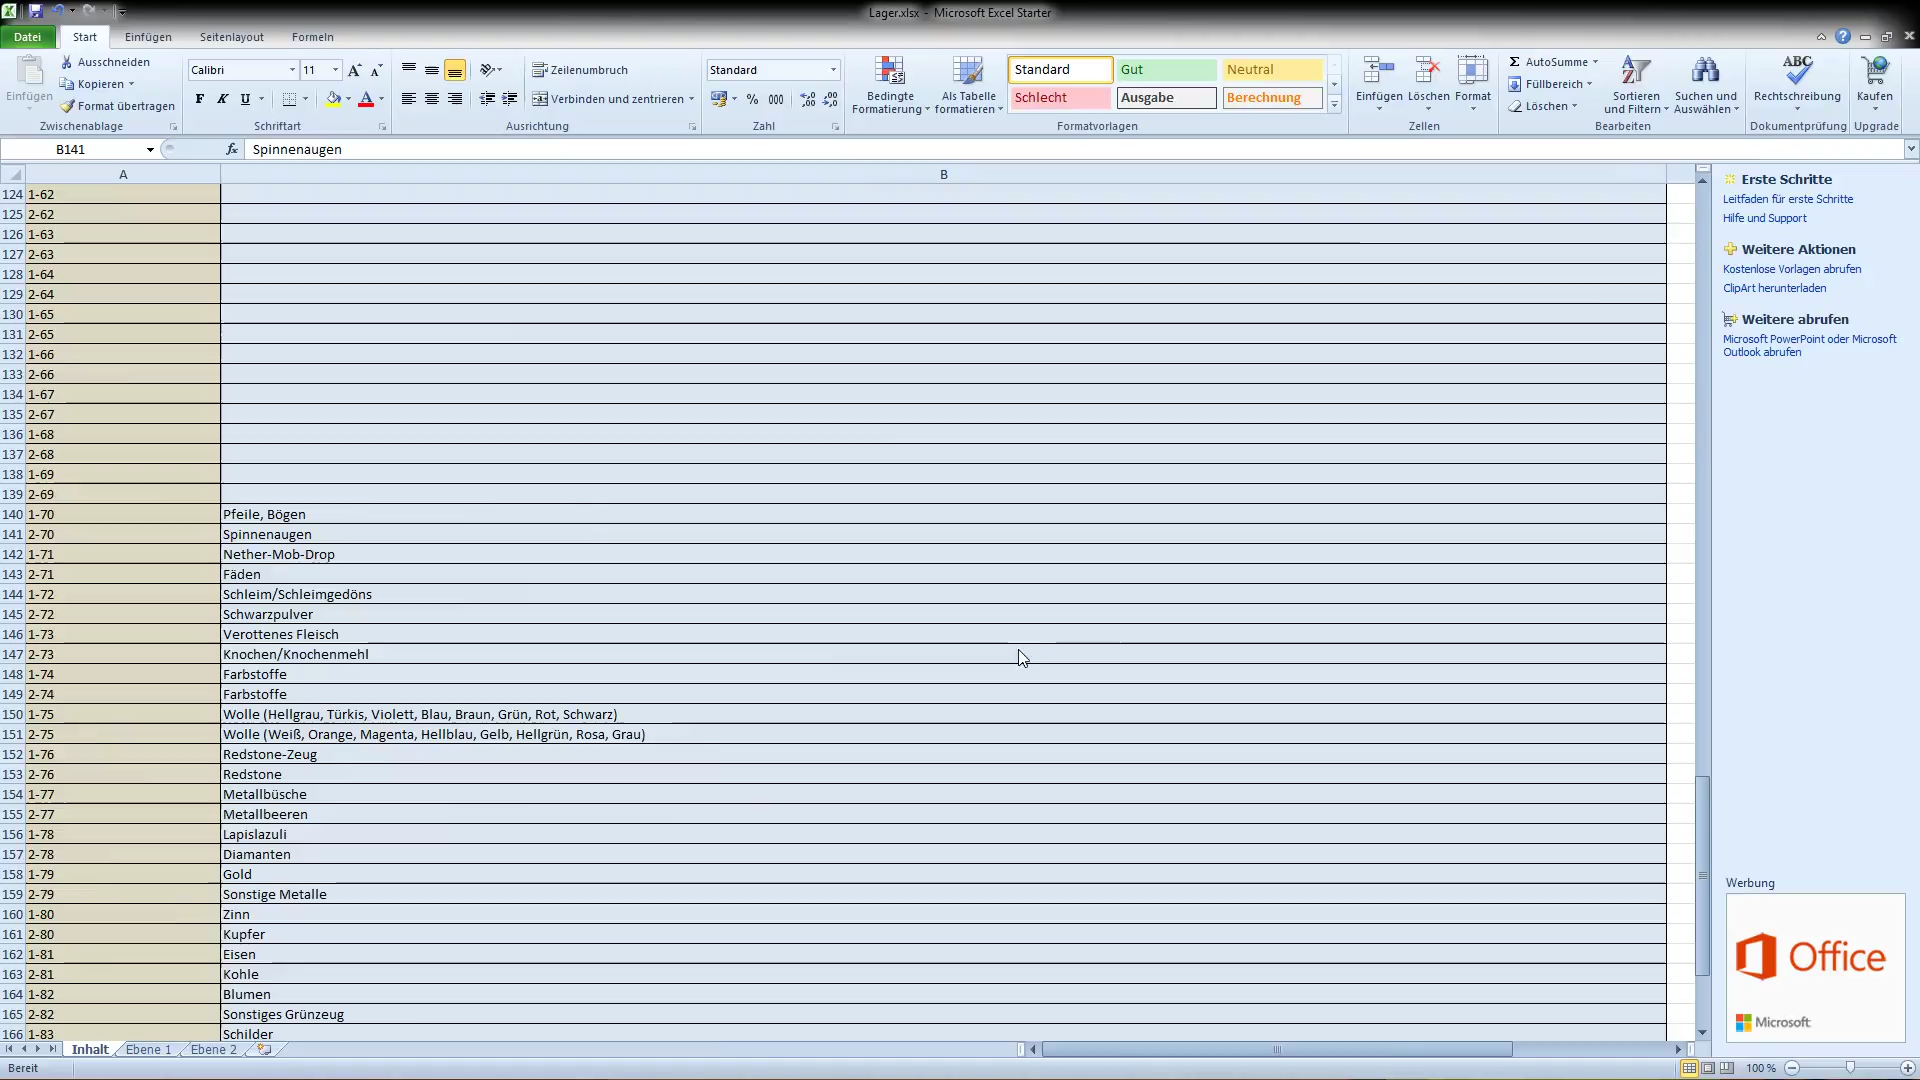 Lager.xlsx - Microsoft Excel Starter
Datei Start Einfügen Seitenlayout Formeln
Einfügen
Ausschneiden
Kopieren
Format übertragen
Zwischenablage
Calibri 11
F K U
Schriftart
Zeilenumbruch
Verbinden und zentrieren
Ausrichtung
Standard
% 000
Zahl
Bedingte Formatierung
Als Tabelle formatieren
Standard Gut Neutral
Schlecht Ausgabe Berechnung
Formatvorlagen
Einfügen Löschen Format
Zellen
AutoSumme
Füllbereich
Löschen
Sortieren und Filtern
Suchen und Auswählen
Bearbeiten
Rechtschreibung
Dokumentprüfung
Kaufen
Upgrade
B141 fx Spinnenaugen
A B
124 1-62
125 2-62
126 1-63
127 2-63
128 1-64
129 2-64
130 1-65
131 2-65
132 1-66
133 2-66
134 1-67
135 2-67
136 1-68
137 2-68
138 1-69
139 2-69
140 1-70 Pfeile, Bögen
141 2-70 Spinnenaugen
142 1-71 Nether-Mob-Drop
143 2-71 Fäden
144 1-72 Schleim/Schleimgedöns
145 2-72 Schwarzpulver
146 1-73 Verottenes Fleisch
147 2-73 Knochen/Knochenmehl
148 1-74 Farbstoffe
149 2-74 Farbstoffe
150 1-75 Wolle (Hellgrau, Türkis, Violett, Blau, Braun, Grün, Rot, Schwarz)
151 2-75 Wolle (Weiß, Orange, Magenta, Hellblau, Gelb, Hellgrün, Rosa, Grau)
152 1-76 Redstone-Zeug
153 2-76 Redstone
154 1-77 Metallbüsche
155 2-77 Metallbeeren
156 1-78 Lapislazuli
157 2-78 Diamanten
158 1-79 Gold
159 2-79 Sonstige Metalle
160 1-80 Zinn
161 2-80 Kupfer
162 1-81 Eisen
163 2-81 Kohle
164 1-82 Blumen
165 2-82 Sonstiges Grünzeug
166 1-83 Schilder
Erste Schritte
Leitfaden für erste Schritte
Hilfe und Support
Weitere Aktionen
Kostenlose Vorlagen abrufen
ClipArt herunterladen
Weitere abrufen
Microsoft PowerPoint oder Microsoft
Outlook abrufen
Werbung
Office
Microsoft
Inhalt Ebene 1 Ebene 2
Bereit
100 %